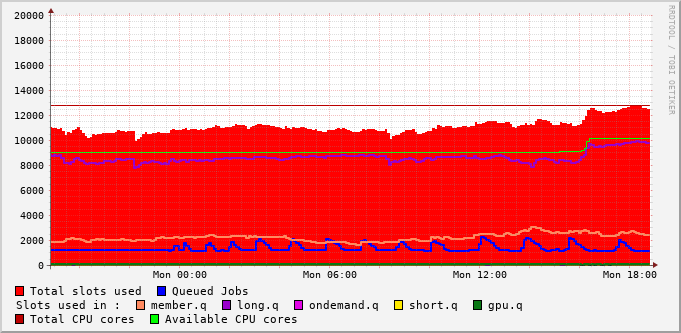 RRDTOOL / TOBI OETIKER
20000
18000
16000
14000
12000
10000
8000
6000
4000
2000
0
Mon 00:00 Mon 06:00 Mon 12:00 Mon 18:00
Total slots used Queued Jobs
Slots used in : member.q long.q ondemand.q short.q gpu.q
Total CPU cores Available CPU cores